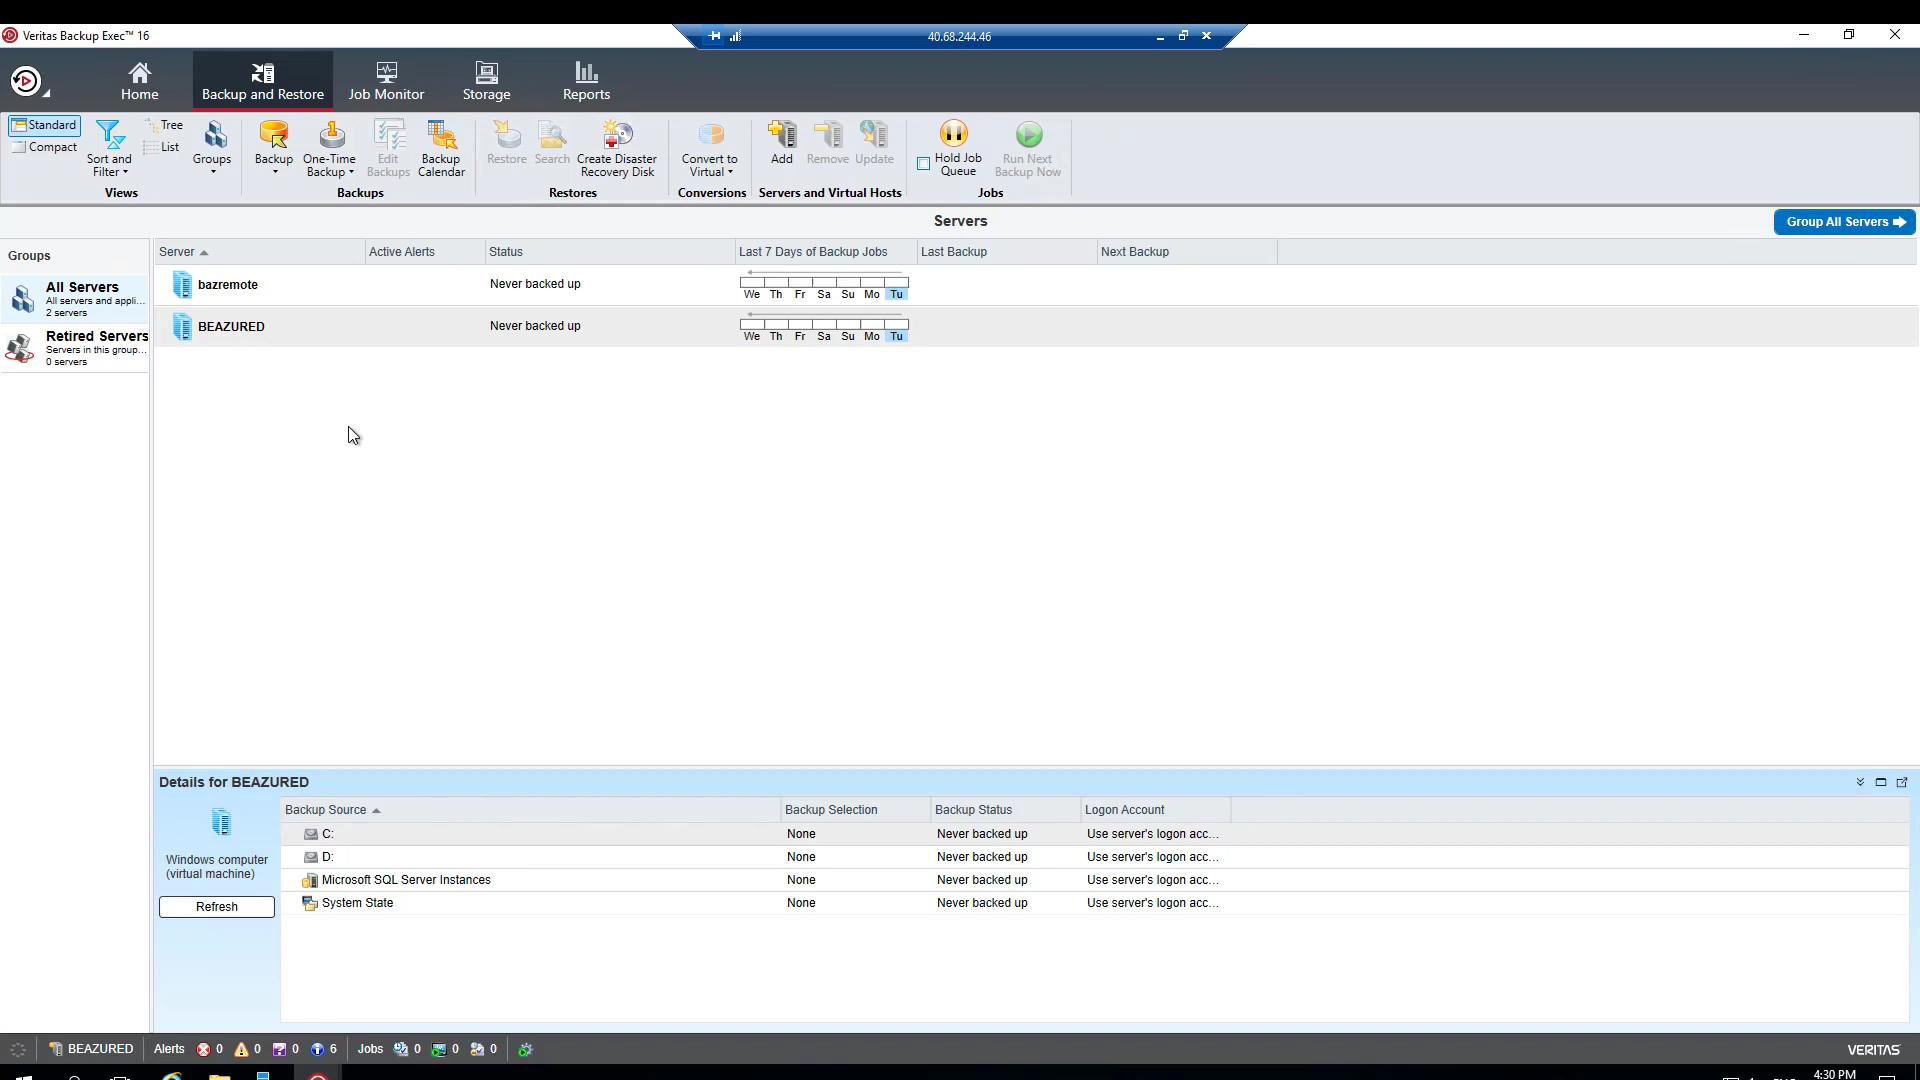 Veritas Backup Exec™ 16
40.68.244.46
Home
Backup and Restore
Job Monitor
Storage
Reports
Standard
Compact
Sort and Filter
Tree
List
Groups
Views
Backup
One-Time Backup
Edit Backups
Backup Calendar
Backups
Restore
Search
Create Disaster Recovery Disk
Restores
Convert to Virtual
Conversions
Add
Remove
Update
Servers and Virtual Hosts
Hold Job Queue
Run Next Backup Now
Jobs
Servers
Group All Servers
Groups
All Servers
All servers and appli...
2 servers
Retired Servers
Servers in this group...
0 servers
Server Active Alerts Status Last 7 Days of Backup Jobs Last Backup Next Backup
bazremote Never backed up
We Th Fr Sa Su Mo Tu
BEAZURED Never backed up
We Th Fr Sa Su Mo Tu
Details for BEAZURED
Windows computer
(virtual machine)
Refresh
Backup Source Backup Selection Backup Status Logon Account
C: None Never backed up Use server's logon acc...
D: None Never backed up Use server's logon acc...
Microsoft SQL Server Instances None Never backed up Use server's logon acc...
System State None Never backed up Use server's logon acc...
BEAZURED Alerts 0 0 0 6 Jobs 0 0 0
VERITAS
4:30 PM